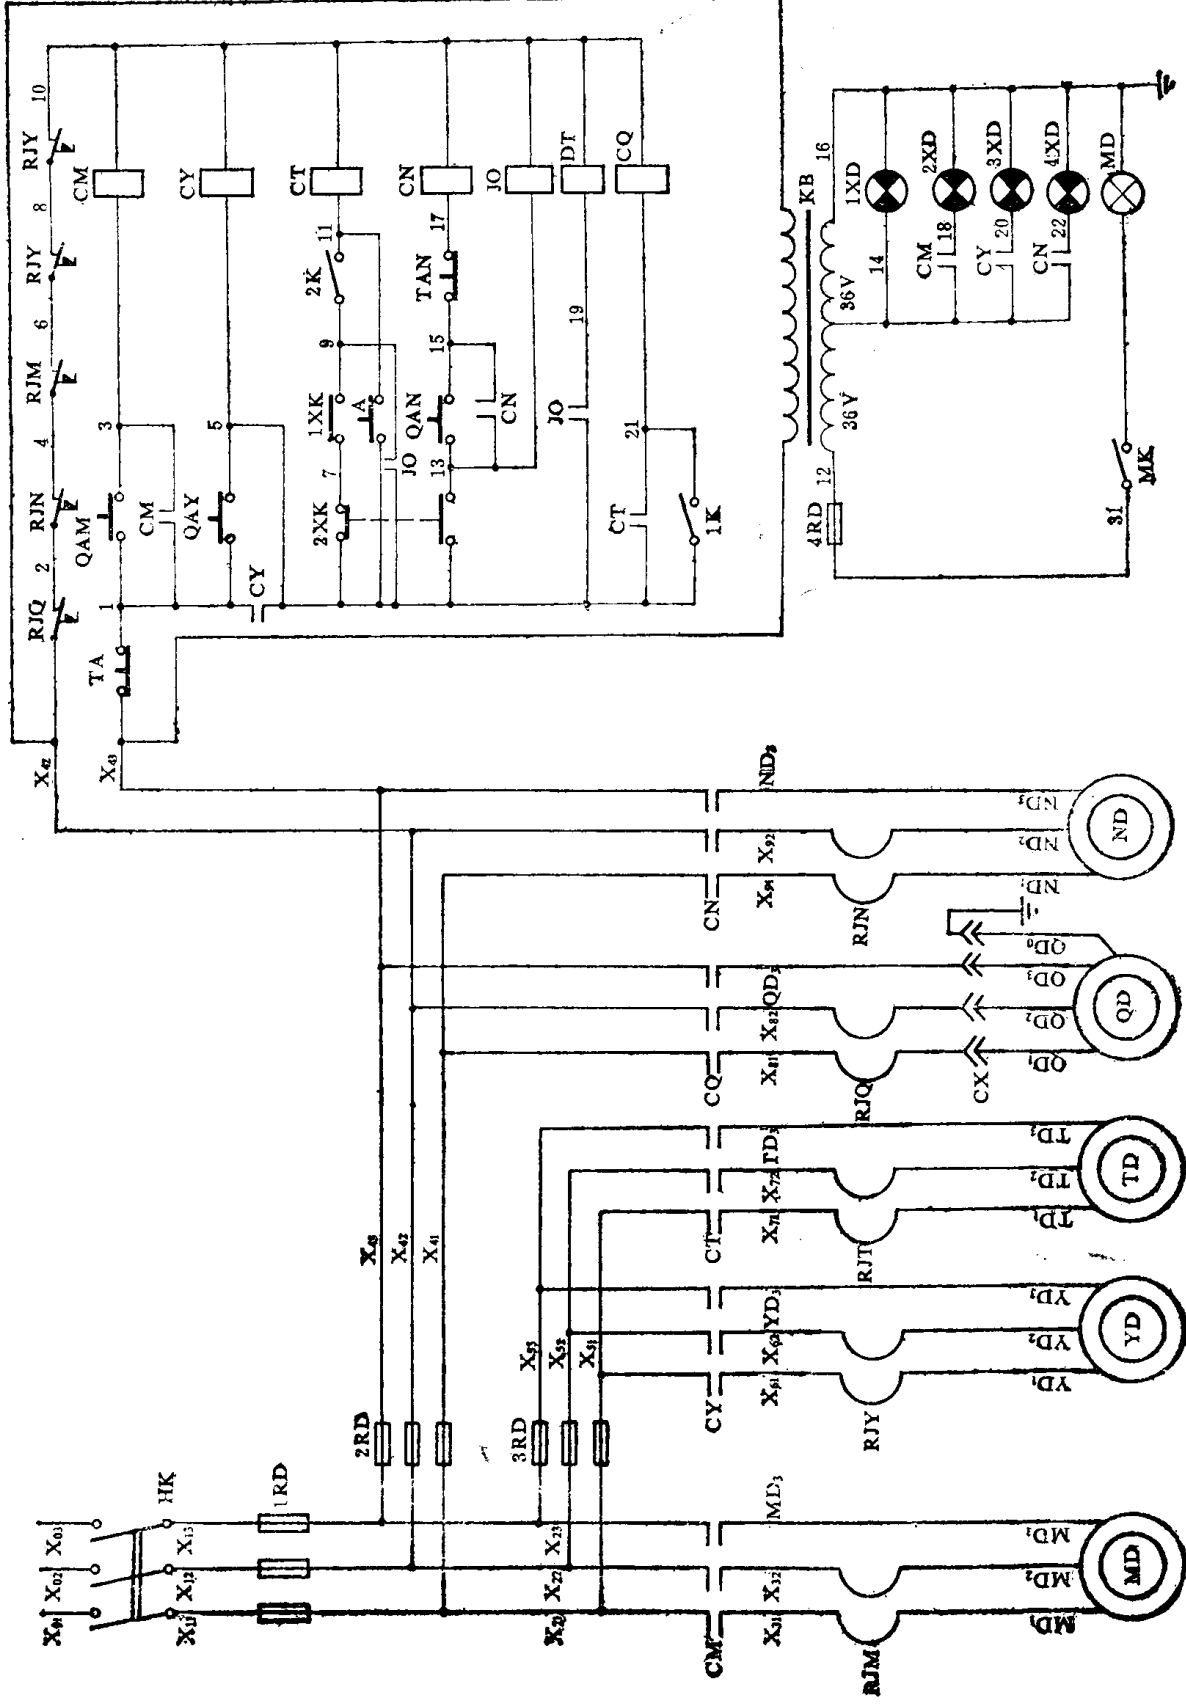 10
RJY
8
RJY
6
RJM
4
RJN
2
RJQ
CM
3
QAM
CM
1
TA
CY
5
QAY
CY
CT
11
2K
9
1XK
A
7
2XK
JO
CN
17
TAN
15
QAN
CN
13
JO
DT
19
JO
CQ
21
CT
1K
KB
16
36V
36V
12
4RD
1XD
14
2XD
18
CM
3XD
20
CY
4XD
22
CN
MD
MK
31
X42
X43
X43
X42
X41
2RD
X53
X52
X51
3RD
X01
X02
X03
HK
X11
X12
X13
1RD
X22
X23
CM
X31
X32
MD3
RJM
MD1
MD2
MD3
MD
CY
X61
X62
YD3
RJY
YD1
YD2
YD3
YD
CT
X71
X72
TD3
RJT
TD1
TD2
TD3
TD
CQ
X81
X82
QD3
RJQ
CX
QD1
QD2
QD3
QD0
QD
CN
X92
ND3
RJN
ND1
ND2
ND3
ND